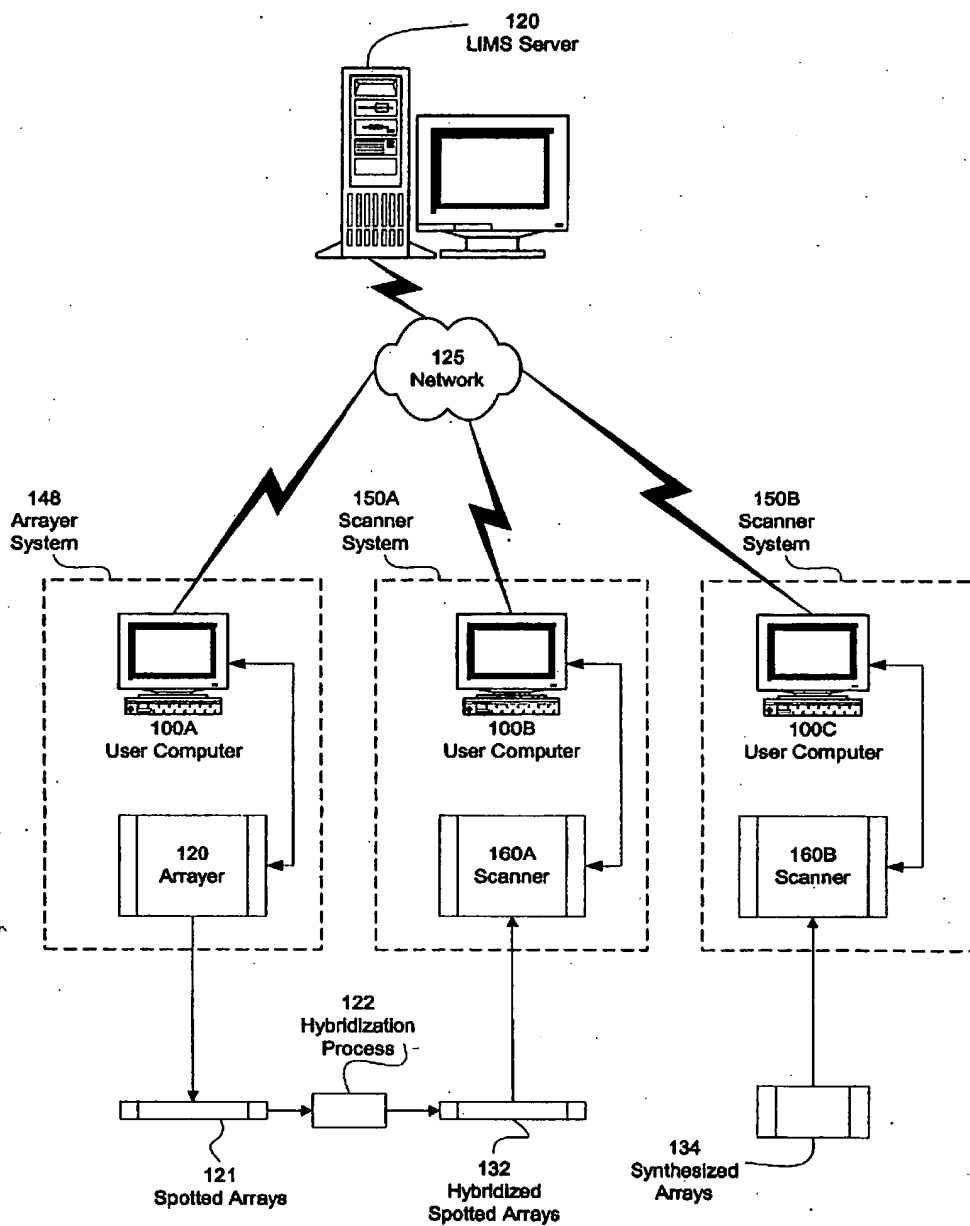 120
LIMS Server
125
Network
148
Arrayer
System
150A
Scanner
System
150B
Scanner
System
100A
User Computer
100B
User Computer
100C
User Computer
120
Arrayer
160A
Scanner
160B
Scanner
122
Hybridization
Process
121
Spotted Arrays
132
Hybridized
Spotted Arrays
134
Synthesized
Arrays